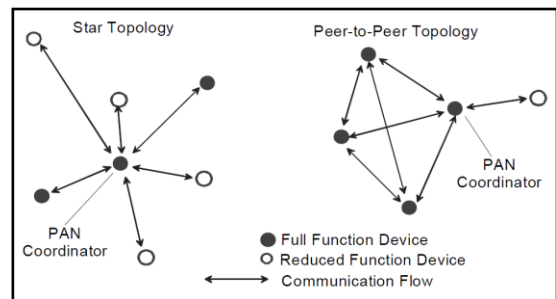 Star Topology
Peer-to-Peer Topology
PAN
Coordinator
PAN
Coordinator
Full Function Device
Reduced Function Device
Communication Flow